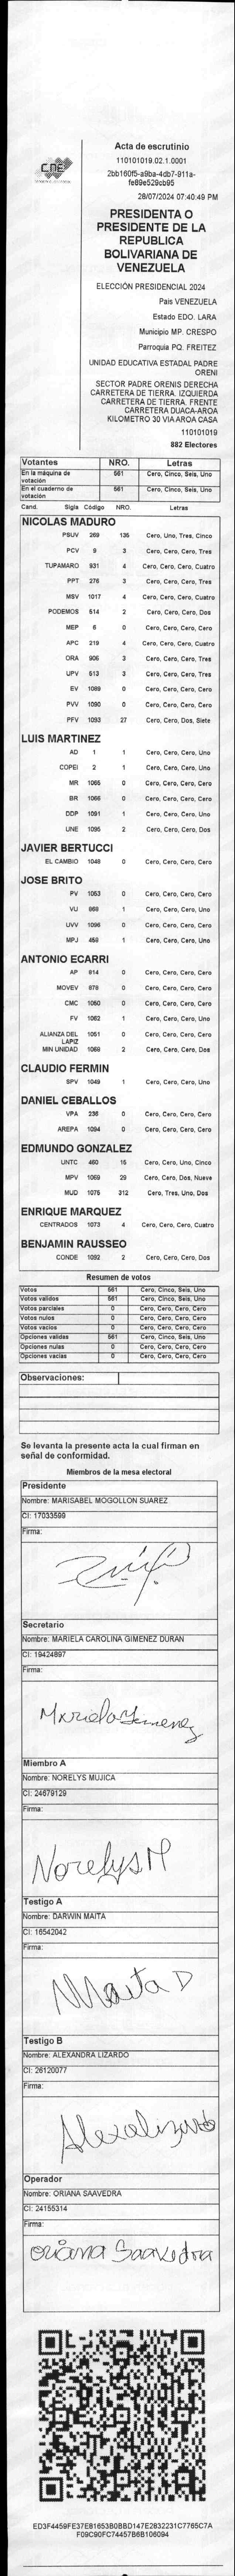 CNE
Acta de escrutinio
110101019.02.1.0001
2bb160f5-a9ba-4db7-911a-
fe89e529cb95
28/07/2024 07:40:49 PM
PRESIDENTA O
PRESIDENTE DE LA
REPUBLICA
BOLIVARIANA DE
VENEZUELA
ELECCIÓN PRESIDENCIAL 2024
Pais VENEZUELA
Estado EDO. LARA
Municipio MP. CRESPO
Parroquia PQ. FREITEZ
UNIDAD EDUCATIVA ESTADAL PADRE
ORENI
SECTOR PADRE ORENIS DERECHA
CARRETERA DE TIERRA. IZQUIERDA
CARRETERA DE TIERRA. FRENTE
CARRETERA DUACA-AROA
KILOMETRO 30 VIA AROA CASA
110101019
882 Electores
Votantes NRO. Letras
En la máquina de votación 561 Cero, Cinco, Seis, Uno
En el cuaderno de votación 561 Cero, Cinco, Seis, Uno
Cand. Sigla Código NRO. Letras
NICOLAS MADURO
PSUV 269 135 Cero, Uno, Tres, Cinco
PCV 9 3 Cero, Cero, Cero, Tres
TUPAMARO 931 4 Cero, Cero, Cero, Cuatro
PPT 276 3 Cero, Cero, Cero, Tres
MSV 1017 4 Cero, Cero, Cero, Cuatro
PODEMOS 514 2 Cero, Cero, Cero, Dos
MEP 6 0 Cero, Cero, Cero, Cero
APC 219 4 Cero, Cero, Cero, Cuatro
ORA 906 3 Cero, Cero, Cero, Tres
UPV 513 3 Cero, Cero, Cero, Tres
EV 1089 0 Cero, Cero, Cero, Cero
PVV 1090 0 Cero, Cero, Cero, Cero
PFV 1093 27 Cero, Cero, Dos, Siete
LUIS MARTINEZ
AD 1 1 Cero, Cero, Cero, Uno
COPEI 2 1 Cero, Cero, Cero, Uno
MR 1065 0 Cero, Cero, Cero, Cero
BR 1066 0 Cero, Cero, Cero, Cero
DDP 1091 1 Cero, Cero, Cero, Uno
UNE 1095 2 Cero, Cero, Cero, Dos
JAVIER BERTUCCI
EL CAMBIO 1048 0 Cero, Cero, Cero, Cero
JOSE BRITO
PV 1053 0 Cero, Cero, Cero, Cero
VU 868 1 Cero, Cero, Cero, Uno
UVV 1096 0 Cero, Cero, Cero, Cero
MPJ 459 1 Cero, Cero, Cero, Uno
ANTONIO ECARRI
AP 914 0 Cero, Cero, Cero, Cero
MOVEV 878 0 Cero, Cero, Cero, Cero
CMC 1050 0 Cero, Cero, Cero, Cero
FV 1062 1 Cero, Cero, Cero, Uno
ALIANZA DEL LAPIZ 1051 0 Cero, Cero, Cero, Cero
MIN UNIDAD 1069 2 Cero, Cero, Cero, Dos
CLAUDIO FERMIN
SPV 1049 1 Cero, Cero, Cero, Uno
DANIEL CEBALLOS
VPA 236 0 Cero, Cero, Cero, Cero
AREPA 1094 0 Cero, Cero, Cero, Cero
EDMUNDO GONZALEZ
UNTC 460 15 Cero, Cero, Uno, Cinco
MPV 1069 29 Cero, Cero, Dos, Nueve
MUD 1075 312 Cero, Tres, Uno, Dos
ENRIQUE MARQUEZ
CENTRADOS 1073 4 Cero, Cero, Cero, Cuatro
BENJAMIN RAUSSEO
CONDE 1092 2 Cero, Cero, Cero, Dos
Resumen de votos
Votos 561 Cero, Cinco, Seis, Uno
Votos validos 561 Cero, Cinco, Seis, Uno
Votos parciales 0 Cero, Cero, Cero, Cero
Votos nulos 0 Cero, Cero, Cero, Cero
Votos vacios 0 Cero, Cero, Cero, Cero
Opciones validas 561 Cero, Cinco, Seis, Uno
Opciones nulas 0 Cero, Cero, Cero, Cero
Opciones vacias 0 Cero, Cero, Cero, Cero
Observaciones:
Se levanta la presente acta la cual firman en
señal de conformidad.
Miembros de la mesa electoral
Presidente
Nombre: MARISABEL MOGOLLON SUAREZ
CI: 17033599
Firma:
Secretario
Nombre: MARIELA CAROLINA GIMENEZ DURAN
CI: 19424897
Firma:
Mariela Jimenez
Miembro A
Nombre: NORELYS MUJICA
CI: 24679129
Firma:
Norelys M
Testigo A
Nombre: DARWIN MAITA
CI: 16542042
Firma:
Maita D
Testigo B
Nombre: ALEXANDRA LIZARDO
CI: 26120077
Firma:
Alexalizardo
Operador
Nombre: ORIANA SAAVEDRA
CI: 24155314
Firma:
Oriana Saavedra
ED3F4459FE37E81653B0BBD147E2832231C7765C7A
F09C90FC74457B6B106094